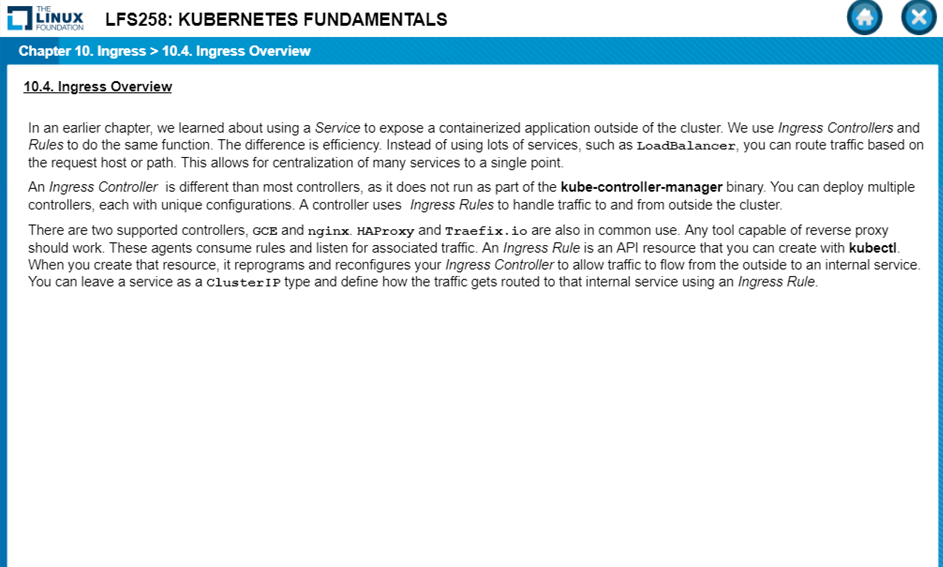 THE
LINUX
FOUNDATION
LFS258: KUBERNETES FUNDAMENTALS
Chapter 10. Ingress > 10.4. Ingress Overview
10.4. Ingress Overview
In an earlier chapter, we learned about using a Service to expose a containerized application outside of the cluster. We use Ingress Controllers and
Rules to do the same function. The difference is efficiency. Instead of using lots of services, such as LoadBalancer, you can route traffic based on
the request host or path. This allows for centralization of many services to a single point.
An Ingress Controller is different than most controllers, as it does not run as part of the kube-controller-manager binary. You can deploy multiple
controllers, each with unique configurations. A controller uses Ingress Rules to handle traffic to and from outside the cluster.
There are two supported controllers, GCE and nginx. HAProxy and Traefix.io are also in common use. Any tool capable of reverse proxy
should work. These agents consume rules and listen for associated traffic. An Ingress Rule is an API resource that you can create with kubectl.
When you create that resource, it reprograms and reconfigures your Ingress Controller to allow traffic to flow from the outside to an internal service.
You can leave a service as a ClusterIP type and define how the traffic gets routed to that internal service using an Ingress Rule.